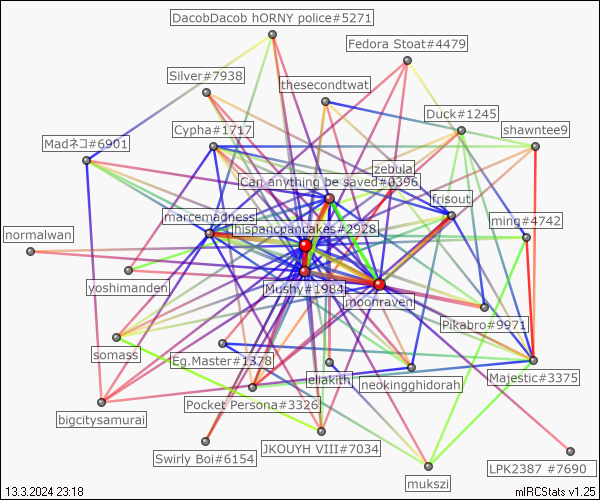 DacobDacob hORNY police#5271
Fedora Stoat#4479
Silver#7938
thesecondtwat
Duck#1245
Cypha#1717
shawntee9
Madネコ#6901
zebula
Can anything be saved#0396
frisout
marcemadness
ming#4742
hispancpancakes#2928
normalwan
yoshimanden
Mushy#1984
moonraven
Pikabro#9971
somass
Eg.Master#1378
eliakith
neokingghidorah
Majestic#3375
Pocket Persona#3326
bigcitysamurai
JKOUYH VIII#7034
Swirly Boi#6154
LPK2387 #7690
mukszi
13.3.2024 23:18
mIRCStats v1.25